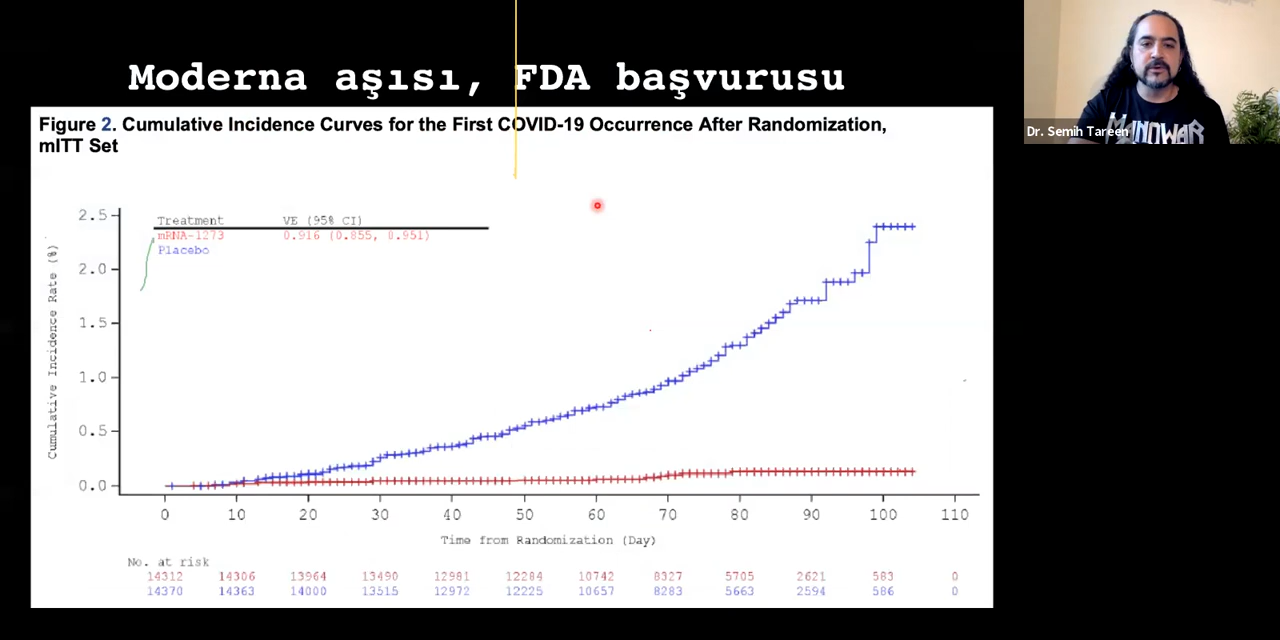 Moderna aşısı, FDA başvurusu
Figure 2. Cumulative Incidence Curves for the First COVID-19 Occurrence After Randomization,
mITT Set
Dr. Semih Tareen
MANOWAR
Treatment VE (95% CI)
mRNA-1273 0.916 (0.855, 0.951)
Placebo
Cumulative Incidence Rate (%)
2.5
2.0
1.5
1.0
0.5
0.0
0 10 20 30 40 50 60 70 80 90 100 110
Time from Randomization (Day)
No. at risk
14312 14306 13964 13490 12981 12284 10742 8327 5705 2621 583 0
14370 14363 14000 13515 12972 12225 10657 8283 5663 2594 586 0